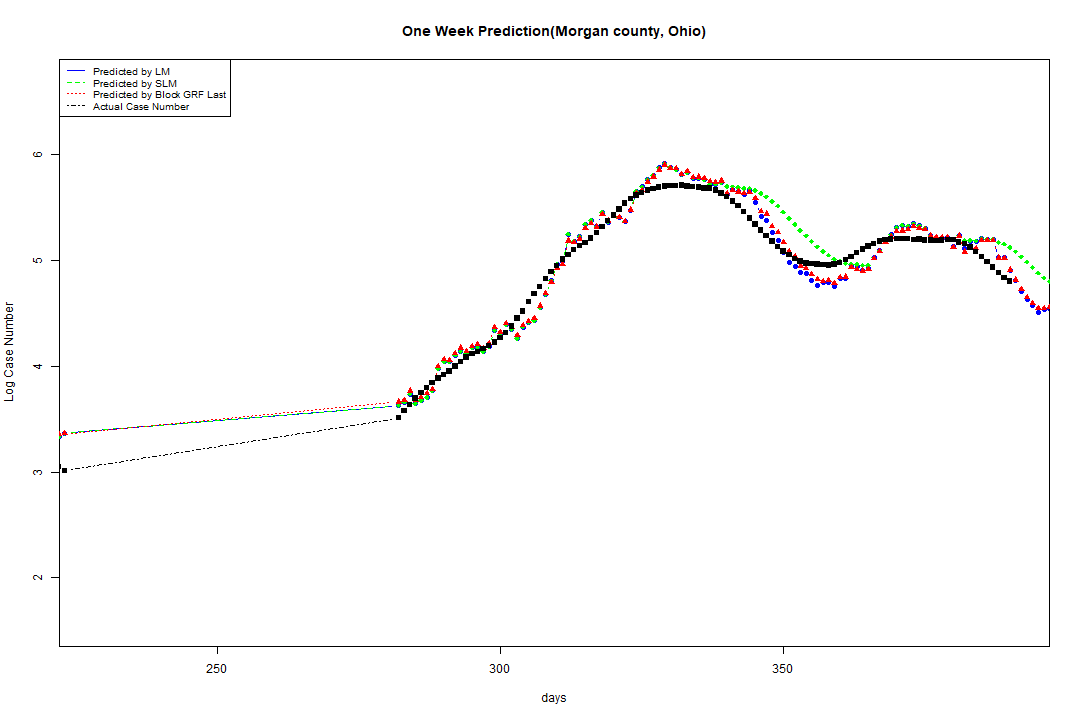 One Week Prediction(Morgan county, Ohio)
Predicted by LM
Predicted by SLM
Predicted by Block GRF Last
Actual Case Number
Log Case Number
6
5
4
3
2
250 300 350
days